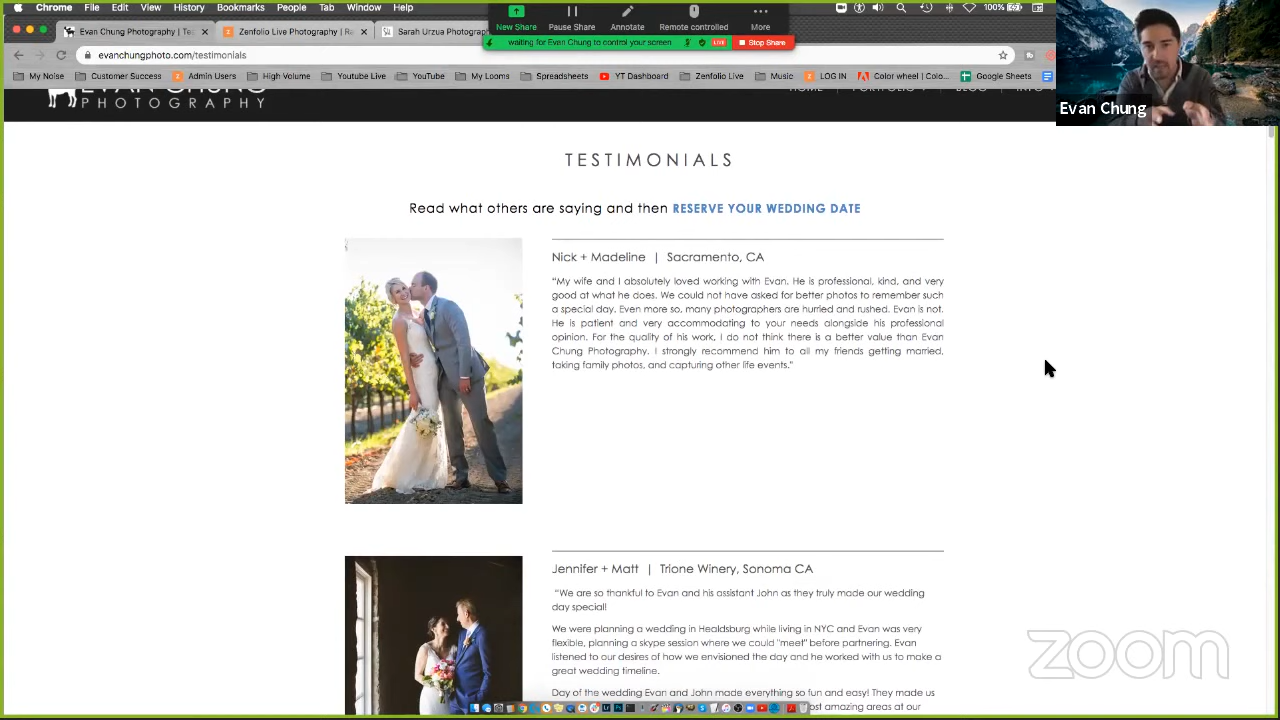 Chrome File Edit View History Bookmarks People Tab Window Help
New Share Pause Share Annotate Remote controlled More
100%
waiting for Evan Chung to control your screen LIVE Stop Share
Evan Chung Photography | Te
Zenfolio Live Photography | Re
Sarah Urzua Photograp
evanchungphoto.com/testimonials
My Noise Customer Success Admin Users High Volume Youtube Live YouTube My Looms Spreadsheets YT Dashboard Zenfolio Live Music LOG IN Color wheel | Colo... Google Sheets
Evan Chung
EVAN CHUNG
PHOTOGRAPHY
HOME PORTFOLIO BLOG INFO
TESTIMONIALS
Read what others are saying and then RESERVE YOUR WEDDING DATE
Nick + Madeline | Sacramento, CA
“My wife and I absolutely loved working with Evan. He is professional, kind, and very
good at what he does. We could not have asked for better photos to remember such
a special day. Even more so, many photographers are hurried and rushed. Evan is not.
He is patient and very accommodating to your needs alongside his professional
opinion. For the quality of his work, I do not think there is a better value than Evan
Chung Photography. I strongly recommend him to all my friends getting married,
taking family photos, and capturing other life events."
Jennifer + Matt | Trione Winery, Sonoma CA
“We are so thankful to Evan and his assistant John as they truly made our wedding
day special!
We were planning a wedding in Healdsburg while living in NYC and Evan was very
flexible, planning a skype session where we could "meet" before partnering. Evan
listened to our desires of how we envisioned the day and he worked with us to make a
great wedding timeline.
Day of the wedding Evan and John made everything so fun and easy! They made us
amazing areas at our
zoom